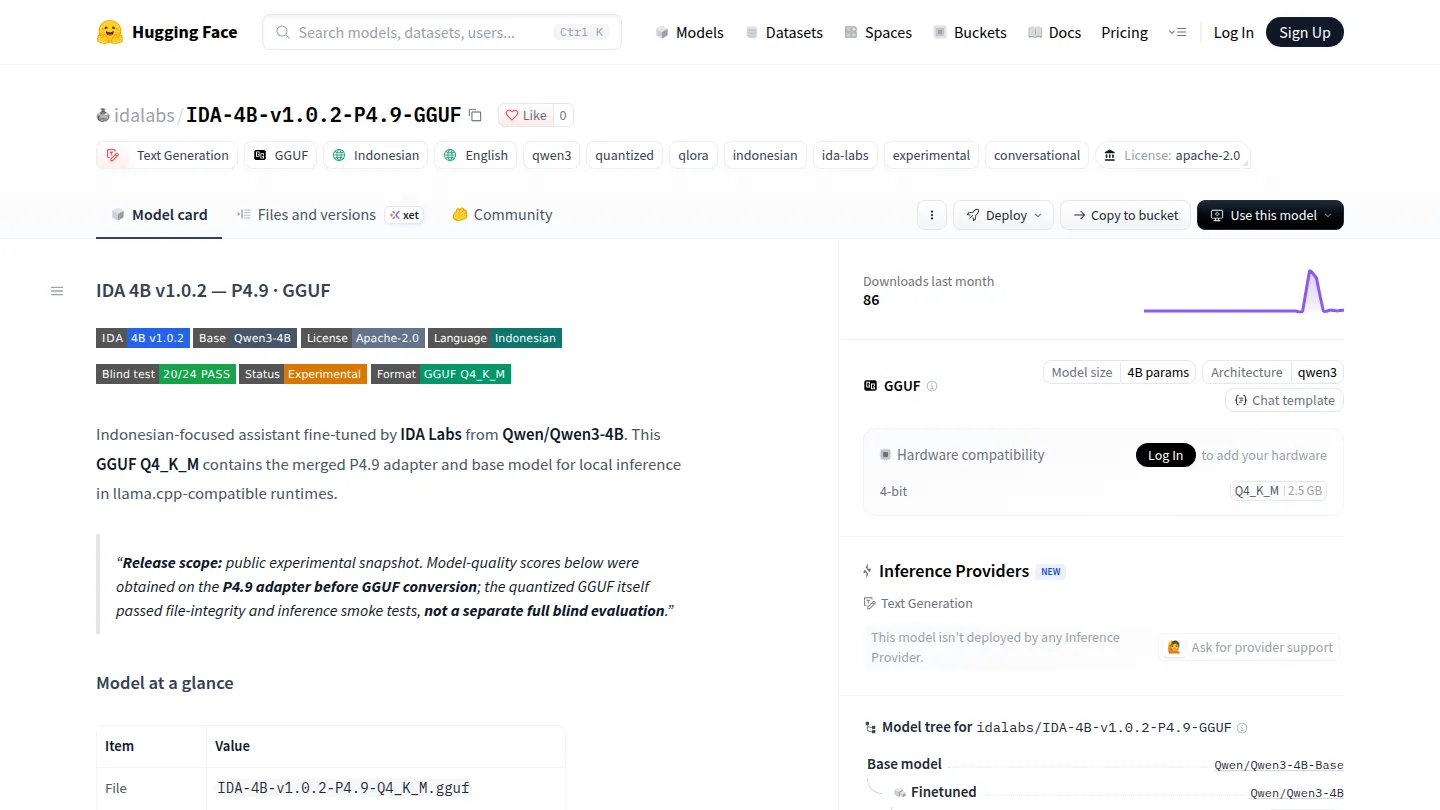 Hugging Face
Search models, datasets, users...
Ctrl K
Models
Datasets
Spaces
Buckets
Docs
Pricing
Log In
Sign Up
idalabs/IDA-4B-v1.0.2-P4.9-GGUF
Like 0
Text Generation
GGUF
Indonesian
English
qwen3
quantized
qlora
indonesian
ida-labs
experimental
conversational
License: apache-2.0
Model card
Files and versions
xet
Community
Deploy
Copy to bucket
Use this model
IDA 4B v1.0.2 — P4.9 · GGUF
IDA 4B v1.0.2 Base Qwen3-4B License Apache-2.0 Language Indonesian
Blind test 20/24 PASS Status Experimental Format GGUF Q4_K_M
Indonesian-focused assistant fine-tuned by IDA Labs from Qwen/Qwen3-4B. This
GGUF Q4_K_M contains the merged P4.9 adapter and base model for local inference
in llama.cpp-compatible runtimes.
“Release scope: public experimental snapshot. Model-quality scores below were
obtained on the P4.9 adapter before GGUF conversion; the quantized GGUF itself
passed file-integrity and inference smoke tests, not a separate full blind evaluation.”
Model at a glance
Item Value
File IDA-4B-v1.0.2-P4.9-Q4_K_M.gguf
Downloads last month
86
GGUF
Model size 4B params
Architecture qwen3
Chat template
Hardware compatibility
Log In to add your hardware
4-bit
Q4_K_M 2.5 GB
Inference Providers NEW
Text Generation
This model isn't deployed by any Inference
Provider.
Ask for provider support
Model tree for idalabs/IDA-4B-v1.0.2-P4.9-GGUF
Base model Qwen/Qwen3-4B-Base
Finetuned Qwen/Qwen3-4B